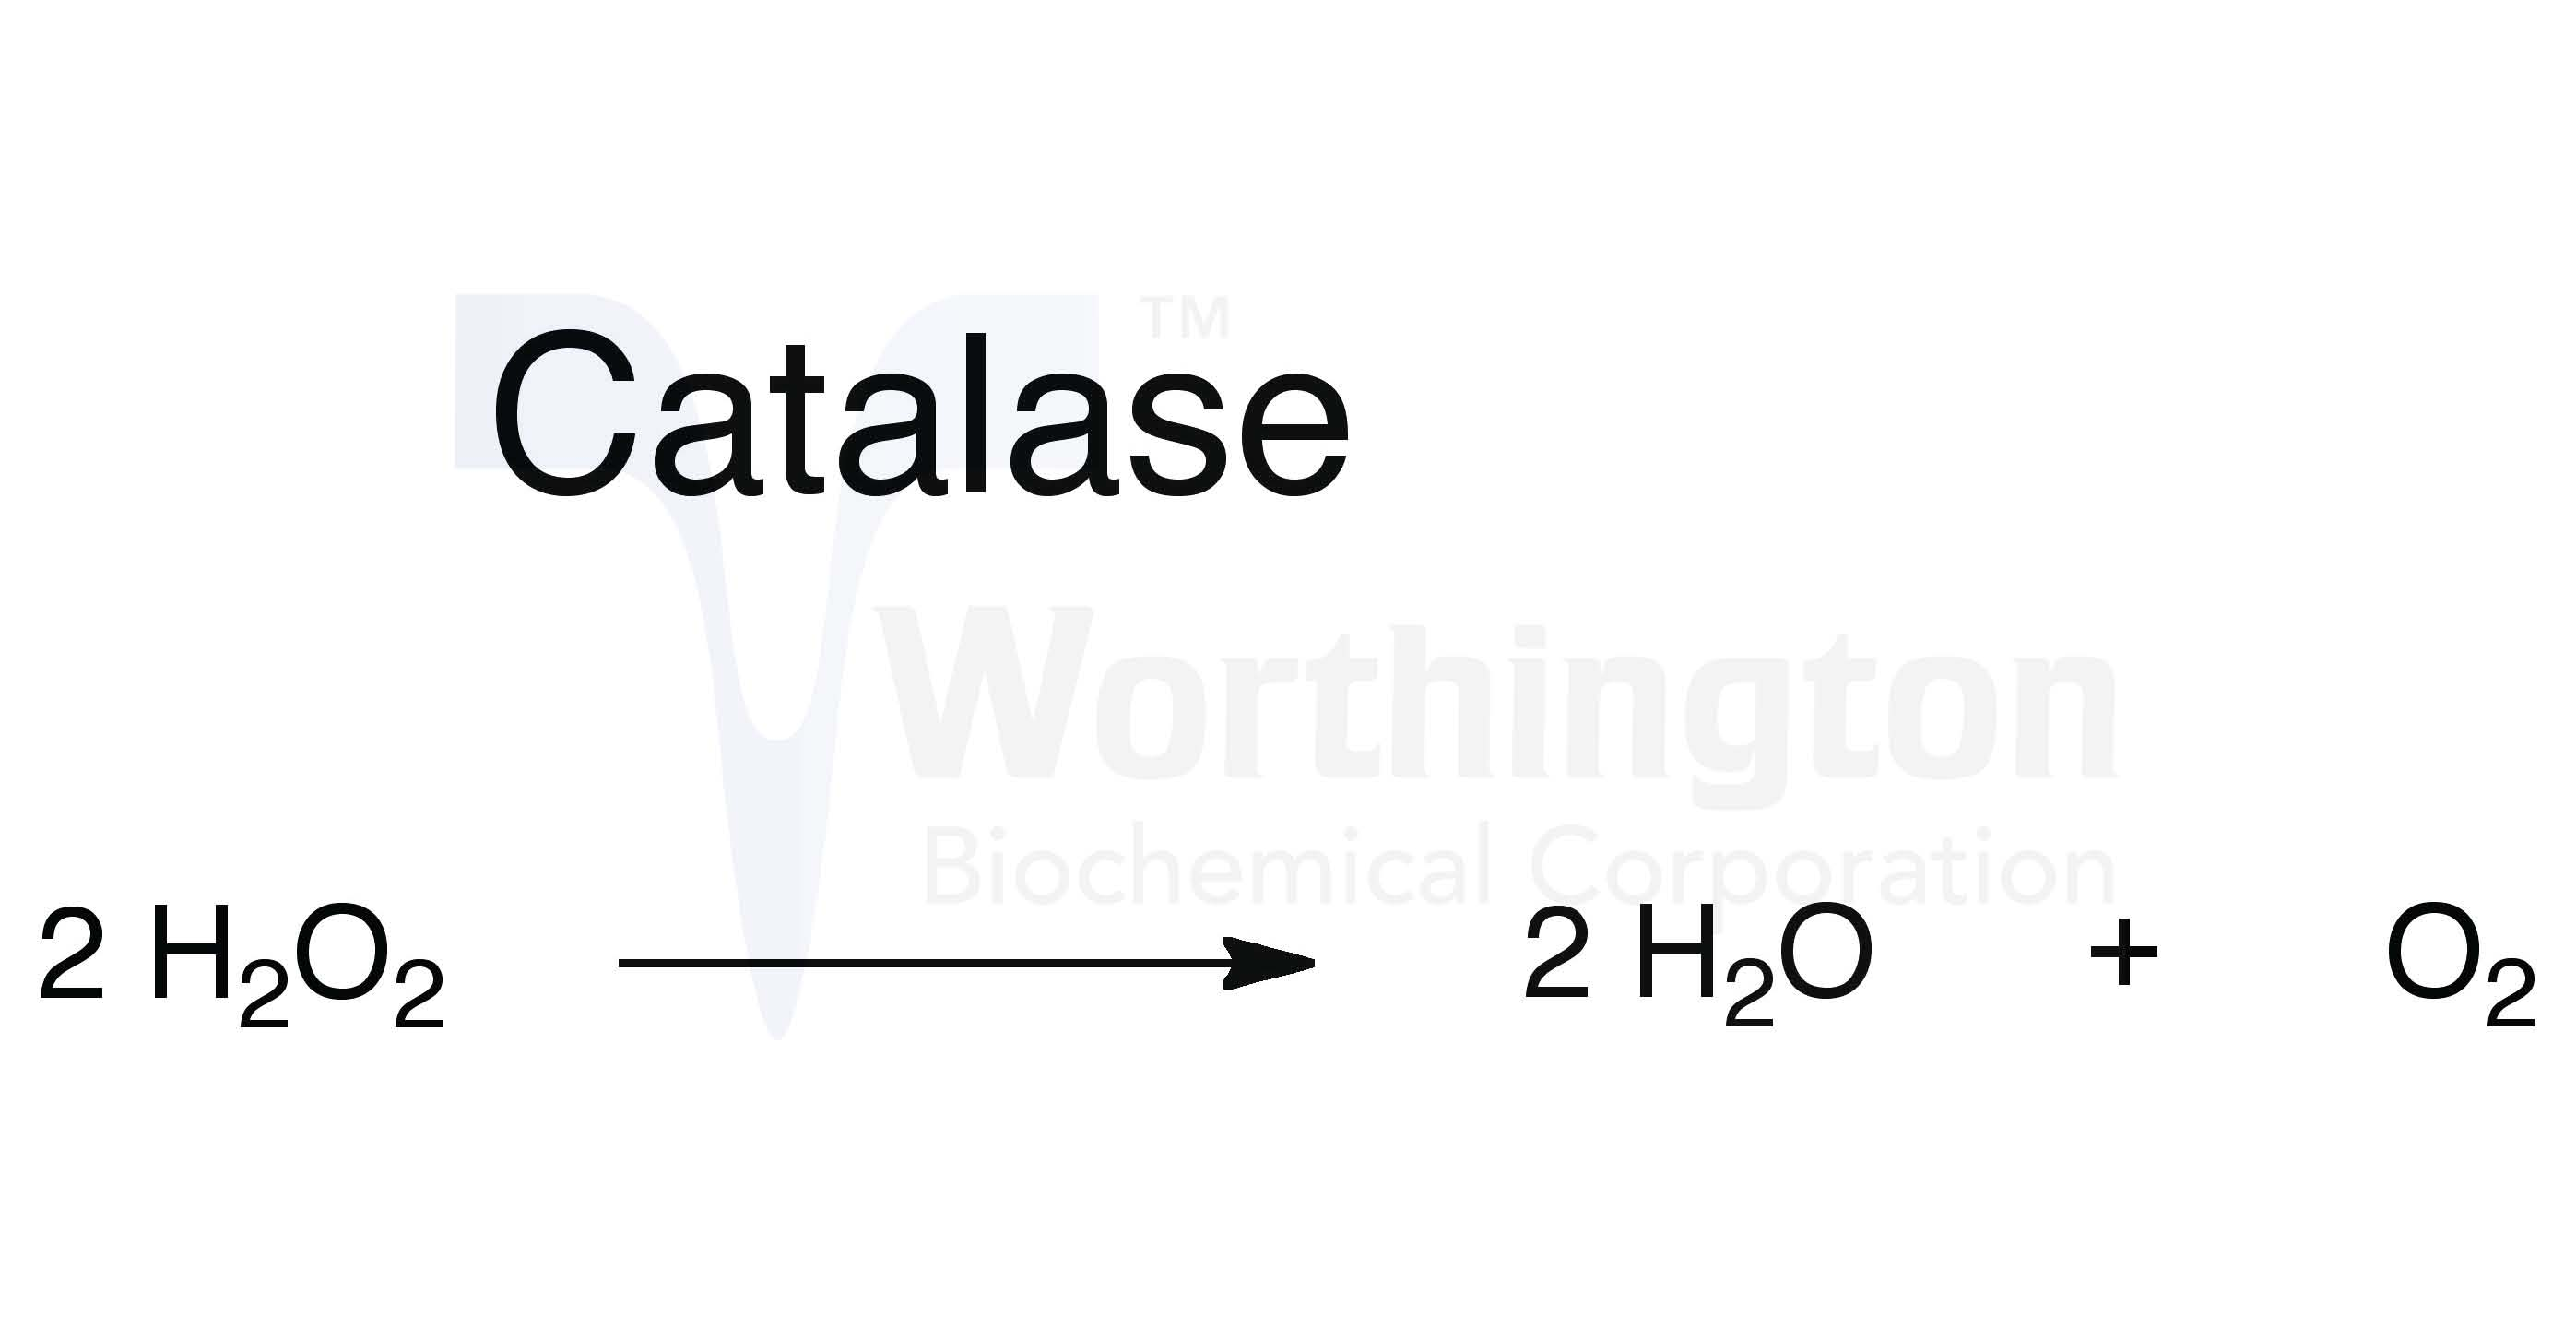 TM
Catalase
Worthington
Biochemical Corporation
2 H₂O₂ → 2 H₂O + O₂